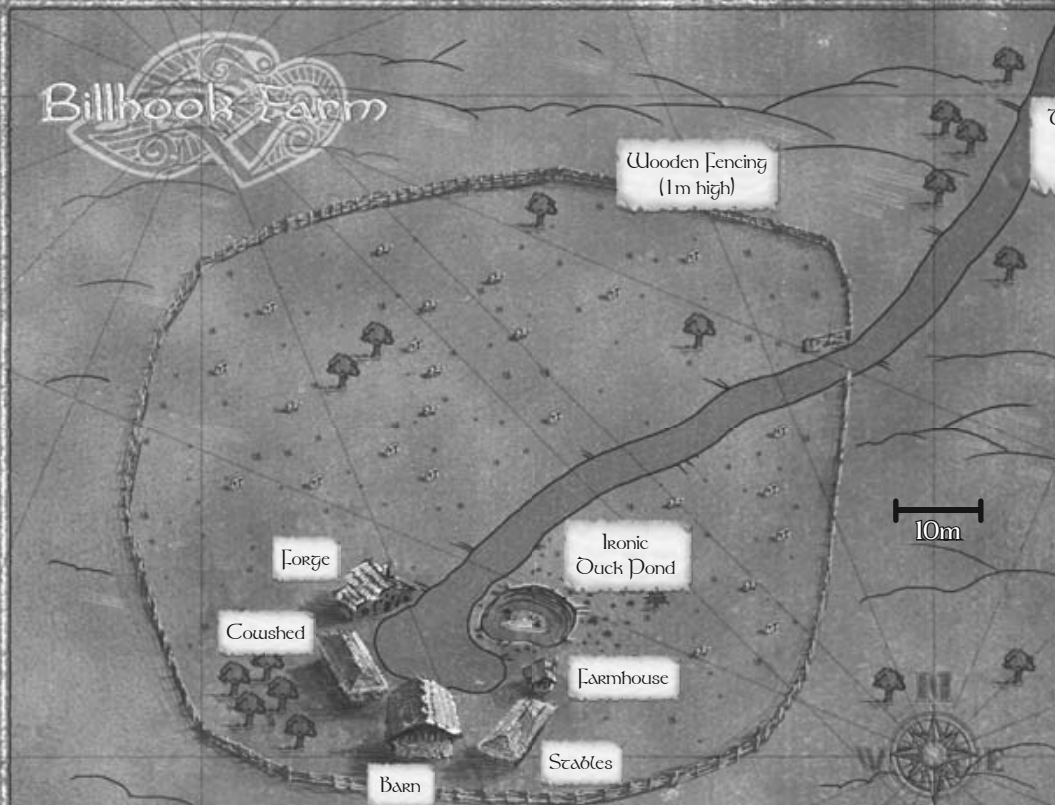 Billhook Farm
Wooden Fencing
(1m high)
10m
Ironic
Duck Pond
Forge
Cowshed
Farmhouse
Stables
Barn
N
W
E